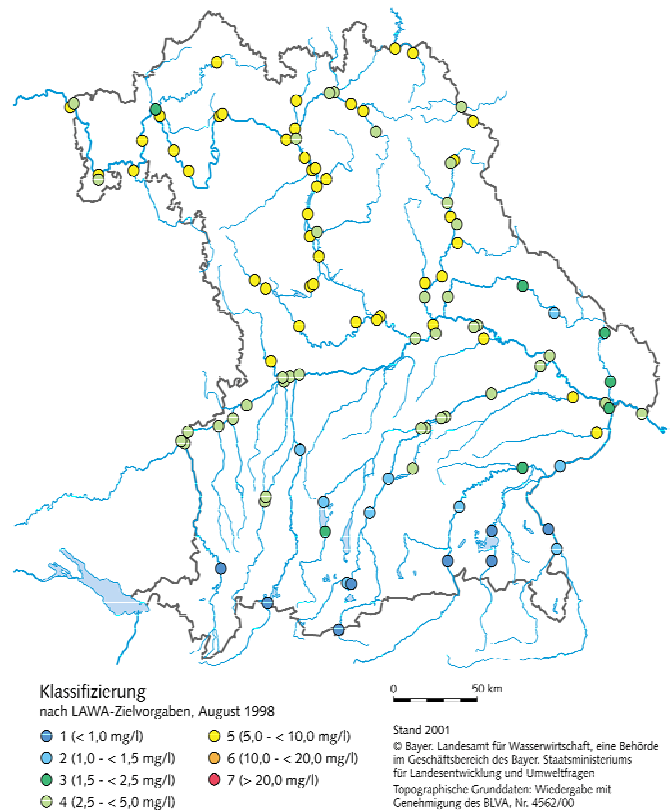 Klassifizierung
nach LAWA-Zielvorgaben, August 1998
1 (< 1,0 mg/l)
2 (1,0 - < 1,5 mg/l)
3 (1,5 - < 2,5 mg/l)
4 (2,5 - < 5,0 mg/l)
5 (5,0 - < 10,0 mg/l)
6 (10,0 - < 20,0 mg/l)
7 (> 20,0 mg/l)
0 50 km
Stand 2001
© Bayer. Landesamt für Wasserwirtschaft, eine Behörde
im Geschäftsbereich des Bayer. Staatsministeriums
für Landesentwicklung und Umweltfragen
Topographische Grunddaten: Wiedergabe mit
Genehmigung des BLVA, Nr. 4562/00